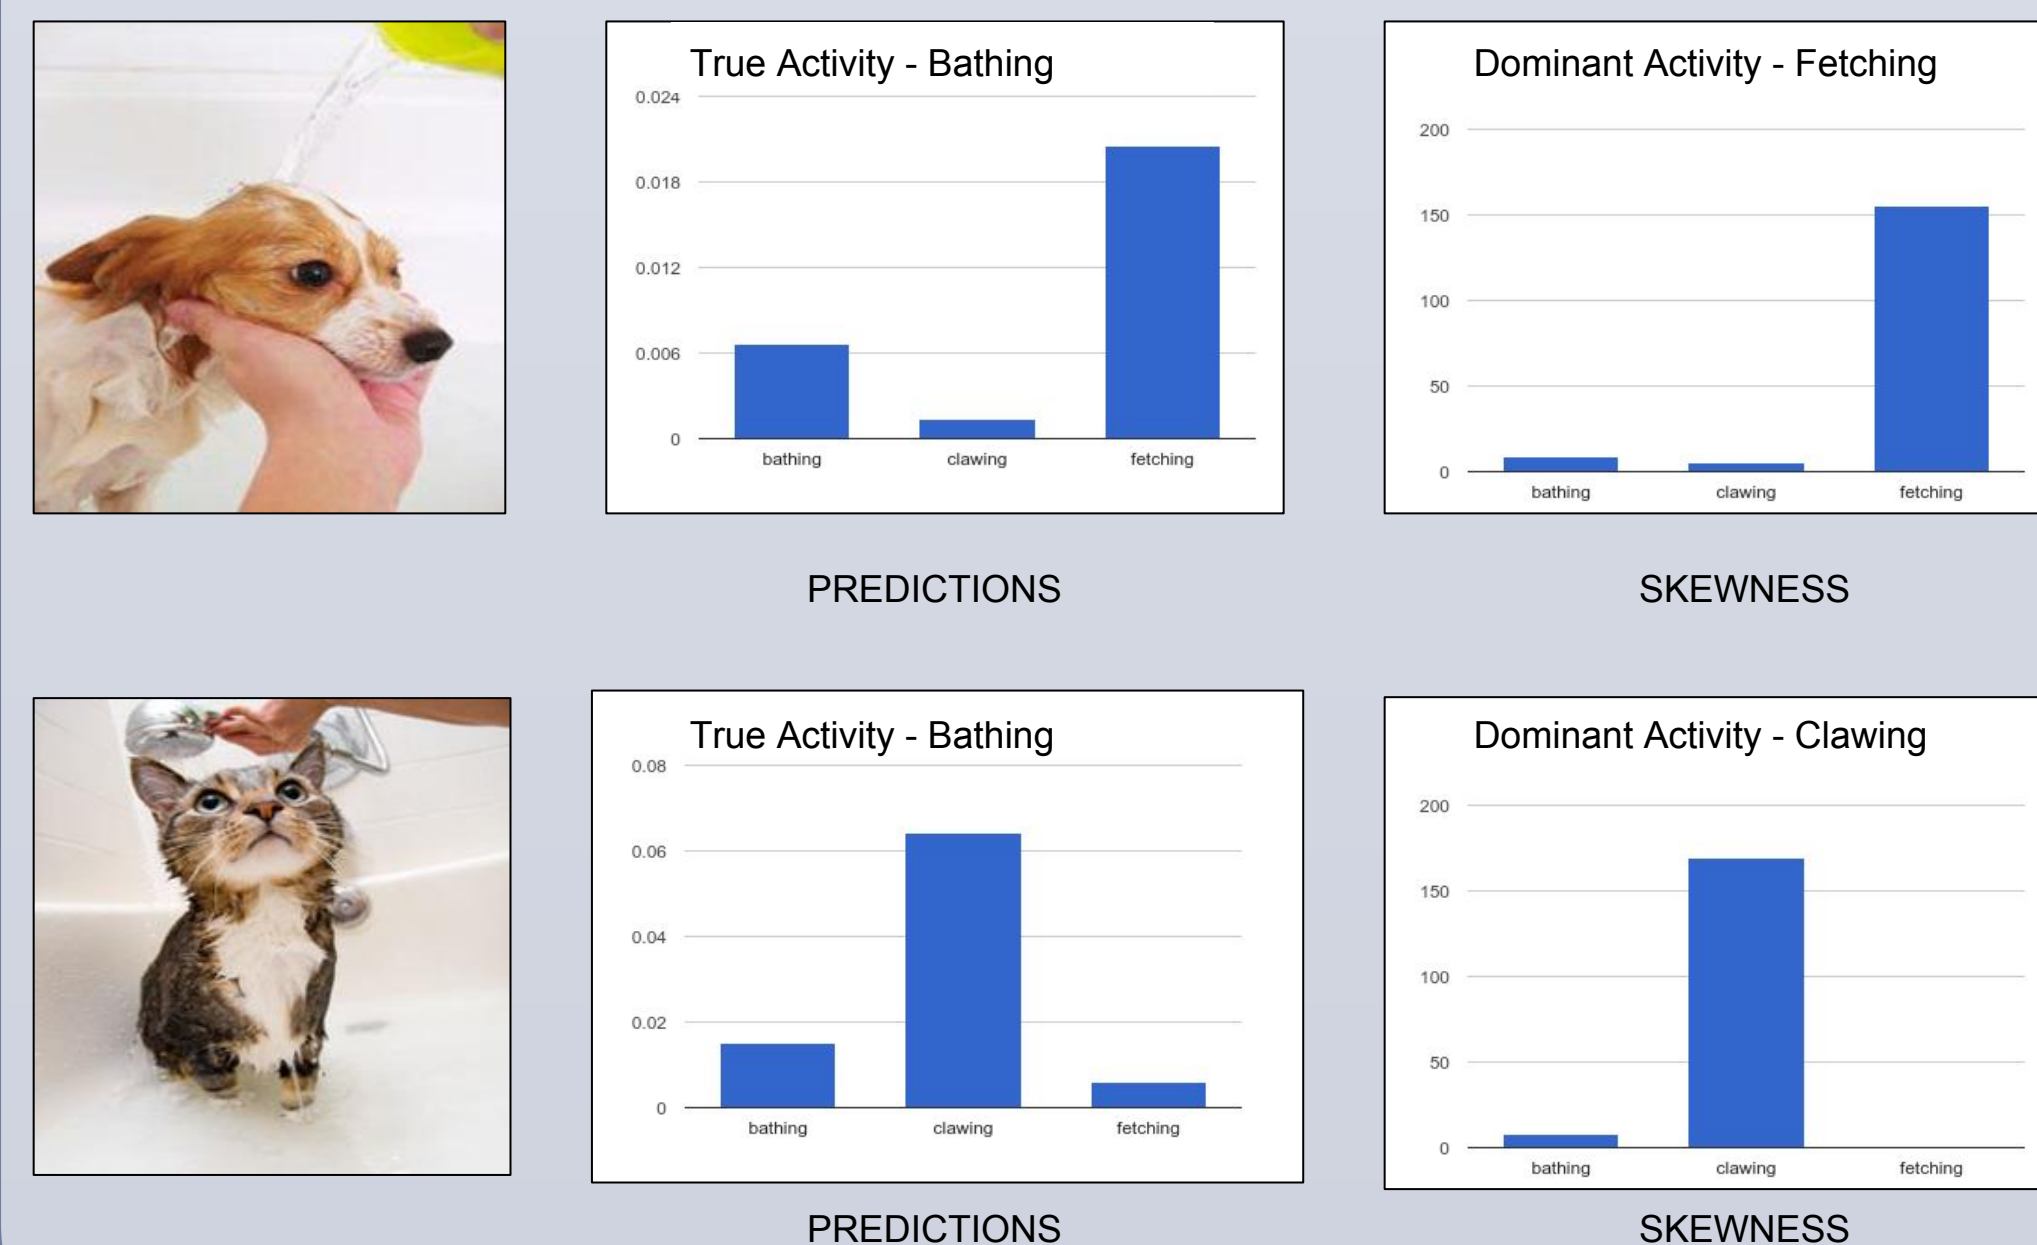 True Activity - Bathing
0.024
0.018
0.012
0.006
0
bathing clawing fetching
PREDICTIONS
Dominant Activity - Fetching
200
150
100
50
0
bathing clawing fetching
SKEWNESS
True Activity - Bathing
0.08
0.06
0.04
0.02
0
bathing clawing fetching
PREDICTIONS
Dominant Activity - Clawing
200
150
100
50
0
bathing clawing fetching
SKEWNESS